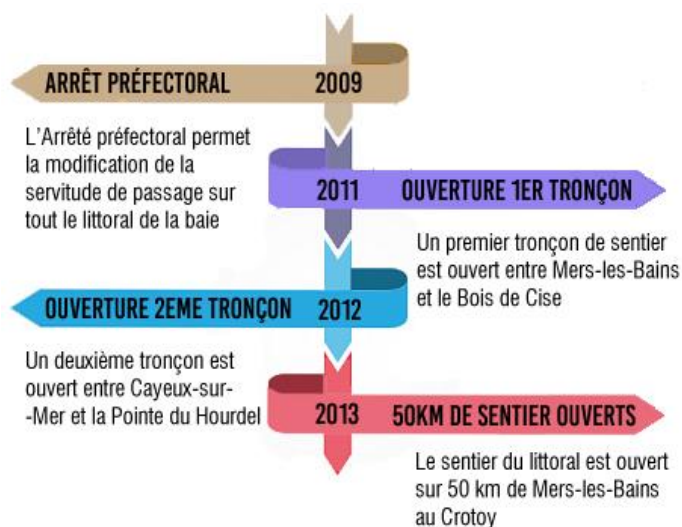 ARRÊT PRÉFECTORAL 2009
L'Arrêté préfectoral permet
la modification de la
servitude de passage sur
tout le littoral de la baie
2011 OUVERTURE 1ER TRONÇON
Un premier tronçon de sentier
est ouvert entre Mers-les-Bains
et le Bois de Cise
OUVERTURE 2EME TRONÇON 2012
Un deuxième tronçon est
ouvert entre Cayeux-sur-
-Mer et la Pointe du Hourdel
2013 50KM DE SENTIER OUVERTS
Le sentier du littoral est ouvert
sur 50 km de Mers-les-Bains
au Crotoy